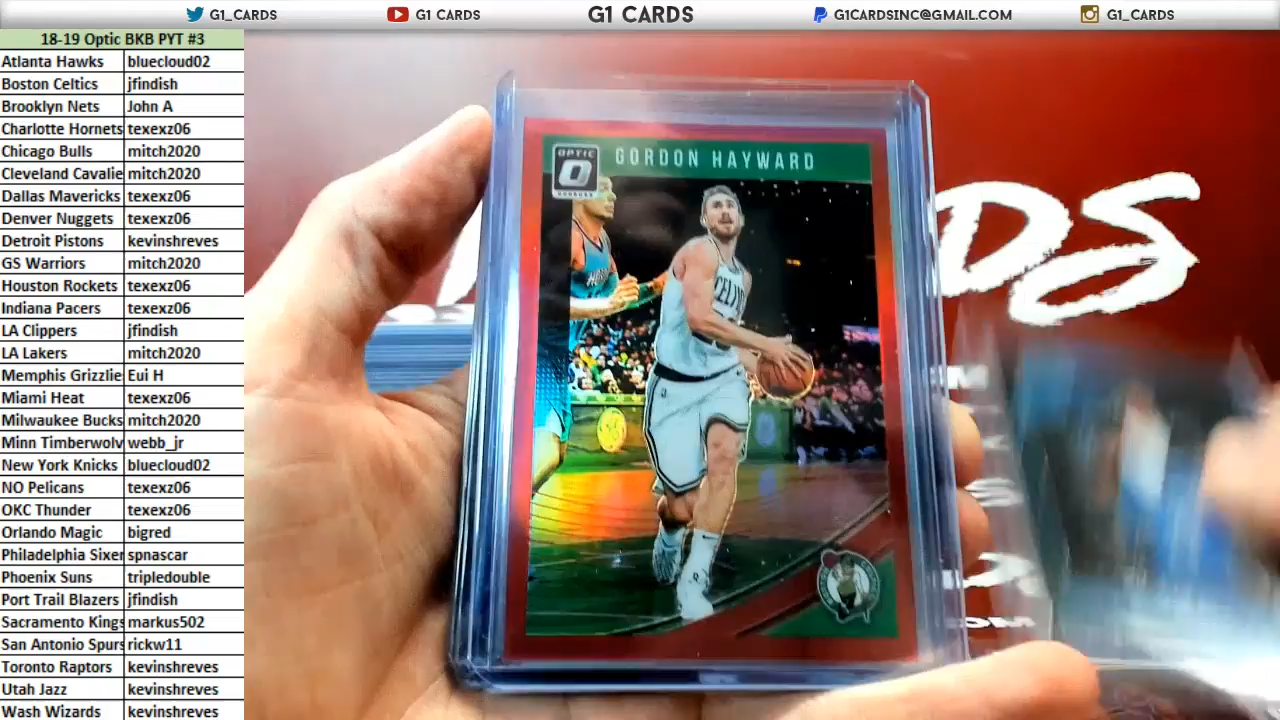 G1_CARDS G1 CARDS G1 CARDS G1CARDSINC@GMAIL.COM G1_CARDS
18-19 Optic BKB PYT #3
Atlanta Hawks bluecloud02
Boston Celtics jfindish
Brooklyn Nets John A
Charlotte Hornets texexz06
Chicago Bulls mitch2020
Cleveland Cavalie mitch2020
Dallas Mavericks texexz06
Denver Nuggets texexz06
Detroit Pistons kevinshreves
GS Warriors mitch2020
Houston Rockets texexz06
Indiana Pacers texexz06
LA Clippers jfindish
LA Lakers mitch2020
Memphis Grizzlie Eui H
Miami Heat texexz06
Milwaukee Bucks mitch2020
Minn Timberwolv webb_jr
New York Knicks bluecloud02
NO Pelicans texexz06
OKC Thunder texexz06
Orlando Magic bigred
Philadelphia Sixer spnascar
Phoenix Suns tripledouble
Port Trail Blazers jfindish
Sacramento Kings markus502
San Antonio Spurs rickw11
Toronto Raptors kevinshreves
Utah Jazz kevinshreves
Wash Wizards kevinshreves
OPTIC
GORDON HAYWARD
DS